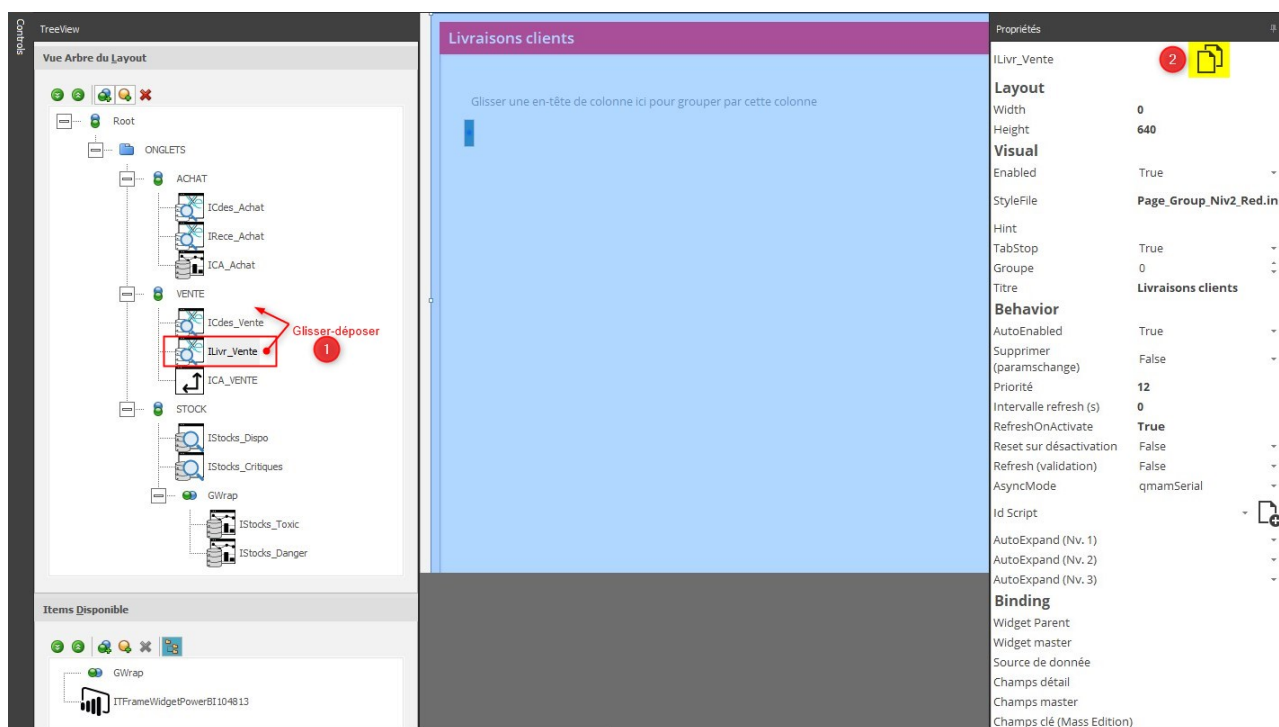 Controls
TreeView
Vue Arbre du Layout
Root
ONGLETS
ACHAT
ICdes_Achat
IRece_Achat
ICA_Achat
VENTE
ICdes_Vente
Glisser-déposer
1
ILivr_Vente
ICA_VENTE
STOCK
IStocks_Dispo
IStocks_Critiques
GWrap
IStocks_Toxic
IStocks_Danger
Items Disponible
GWrap
ITFrameWidgetPowerBI104813
Livraisons clients
Glisser une en-tête de colonne ici pour grouper par cette colonne
Propriétés
ILivr_Vente
2
Layout
Width 0
Height 640
Visual
Enabled True
StyleFile Page_Group_Niv2_Red.in
Hint
TabStop True
Groupe 0
Titre Livraisons clients
Behavior
AutoEnabled True
Supprimer
(paramschange) False
Priorité 12
Intervalle refresh (s) 0
RefreshOnActivate True
Reset sur désactivation False
Refresh (validation) False
AsyncMode qmamSerial
Id Script
AutoExpand (Nv. 1)
AutoExpand (Nv. 2)
AutoExpand (Nv. 3)
Binding
Widget Parent
Widget master
Source de donnée
Champs détail
Champs master
Champs clé (Mass Edition)